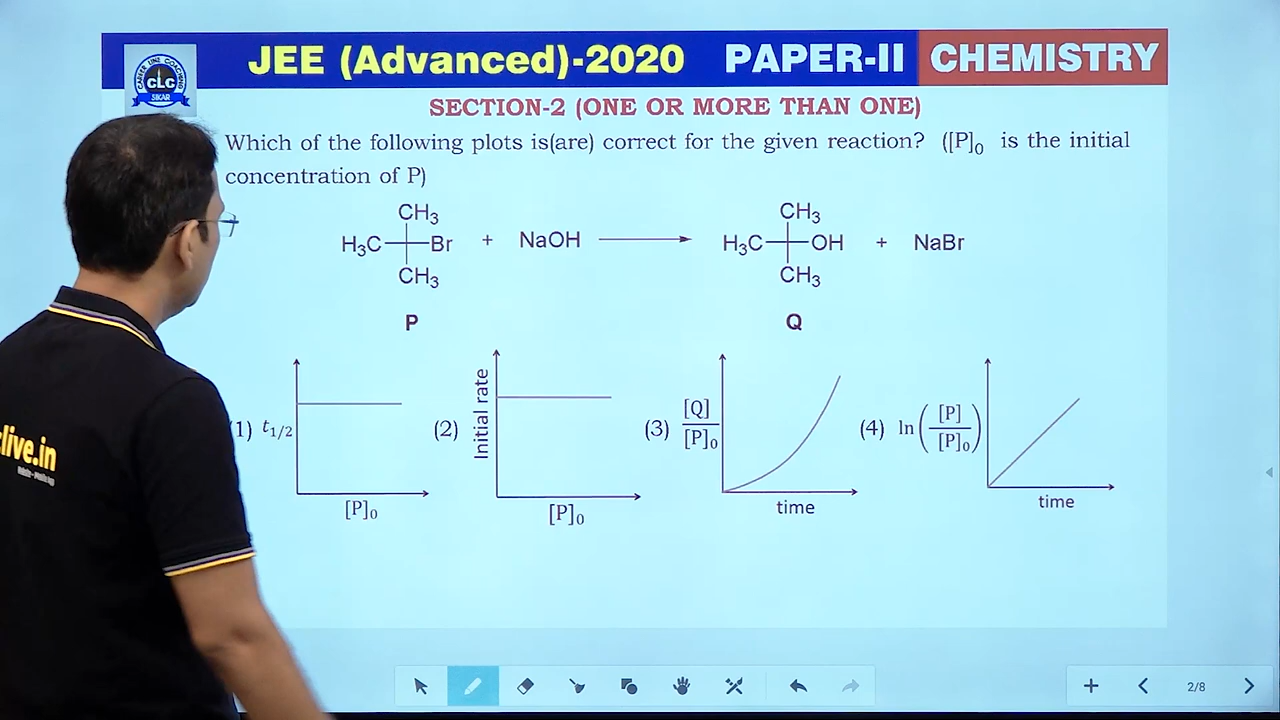 JEE (Advanced)-2020 PAPER-II CHEMISTRY
CLC
SIKAR
SECTION-2 (ONE OR MORE THAN ONE)
Which of the following plots is(are) correct for the given reaction? ([P]₀ is the initial
concentration of P)
CH₃ CH₃
H₃C Br + NaOH H₃C OH + NaBr
CH₃ CH₃
P Q
1) t₁/₂ [P]₀
(2) Initial rate [P]₀
(3) [Q]/[P]₀ time
(4) ln([P]/[P]₀) time
live.in
2/8